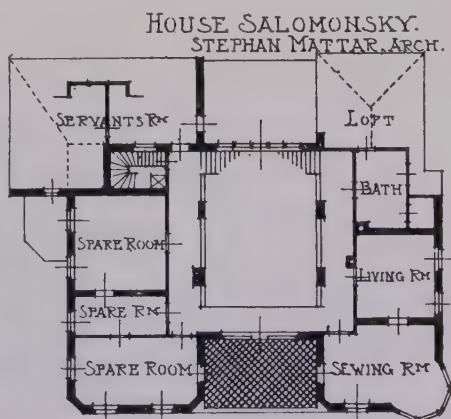 HOUSE SALOMONSKY.
STEPHAN MATTAR, ARCH.
SERVANTS RM
LOFT
BATH
SPARE ROOM
LIVING RM
SPARE RM
SPARE ROOM
SEWING RM